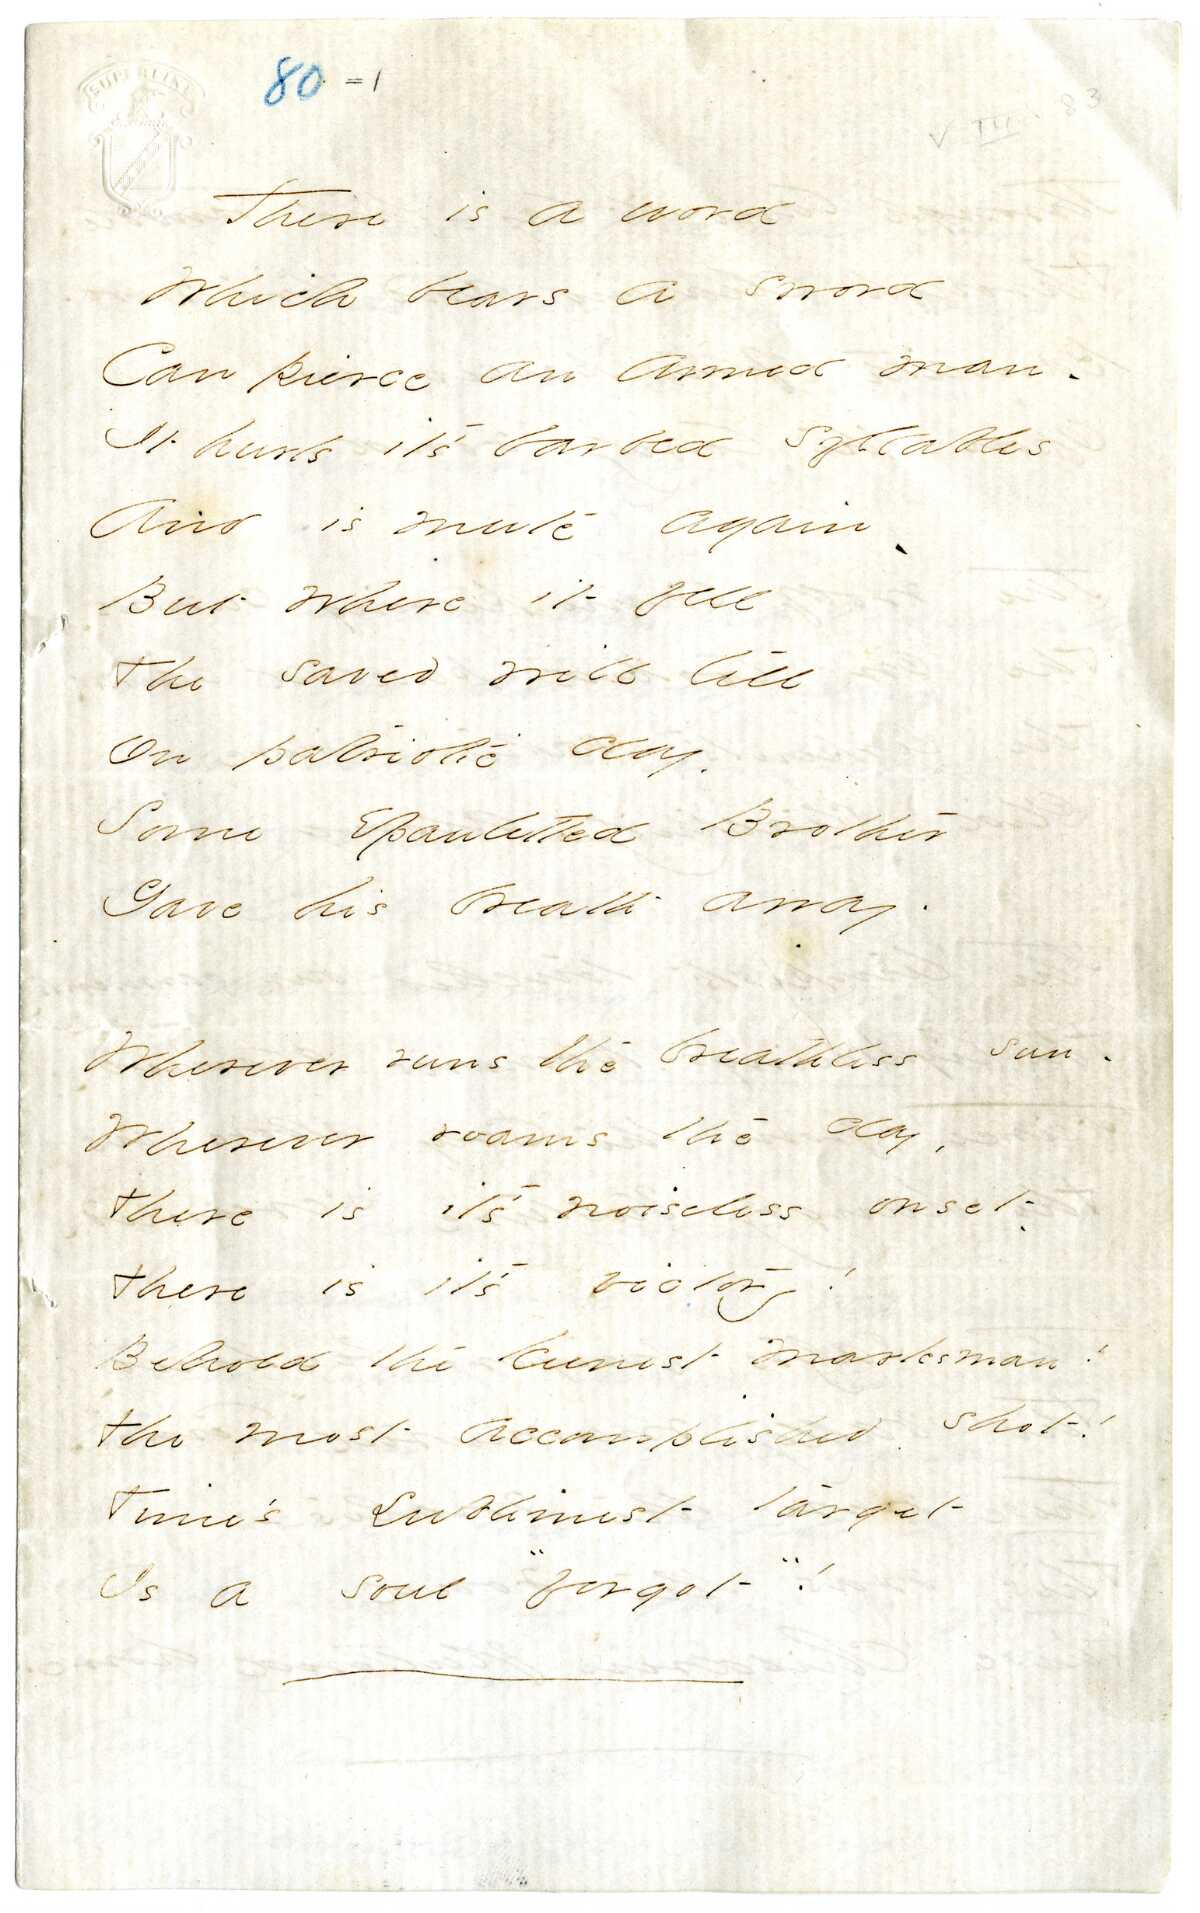 SUPERFINE
80 = 1
V III 83
There is a word
Which bears a sword
Can pierce an armed man.
It hurls it's barbed syllables
And is mute again.
But where it fell
The saved will tell
On patriotic day,
Some Epauletted Brother
Gave his breath away.
Wherever runs the breathless sun.
Wherever roams the day,
There is it's noiseless onset.
There is it's victory!
Behold the keenest marksman!
The most accomplished shot!
Time's sublimest target
Is a soul "forgot"!